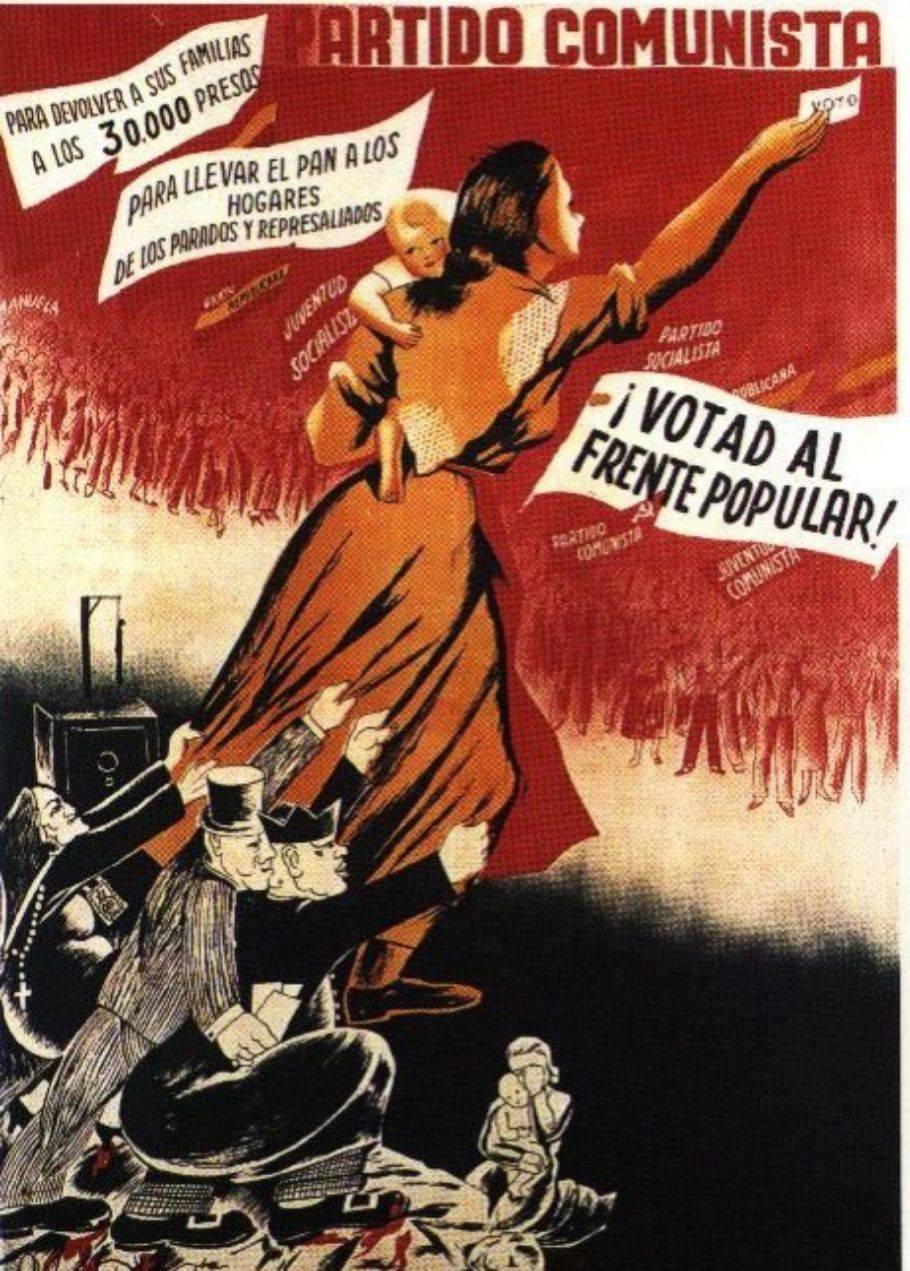 PARTIDO COMUNISTA
PARA DEVOLVER A SUS FAMILIAS
A LOS 30.000 PRESOS
VOTO
PARA LLEVAR EL PAN A LOS
HOGARES
DE LOS PARADOS Y REPRESALIADOS
REPUBLICANA
JUVENTUD
SOCIALISTA
PARTIDO
SOCIALISTA
¡VOTAD AL
FRENTE POPULAR!
PARTIDO
COMUNISTA
JUVENTUD
COMUNISTA